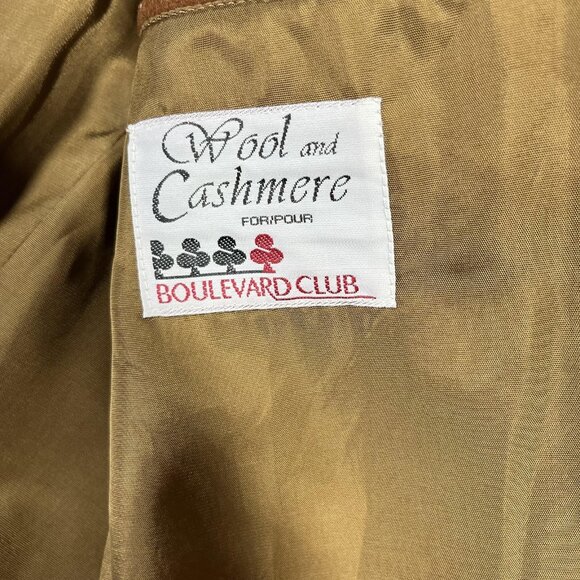 Wool and
Cashmere
FOR/POUR
BOULEVARD CLUB